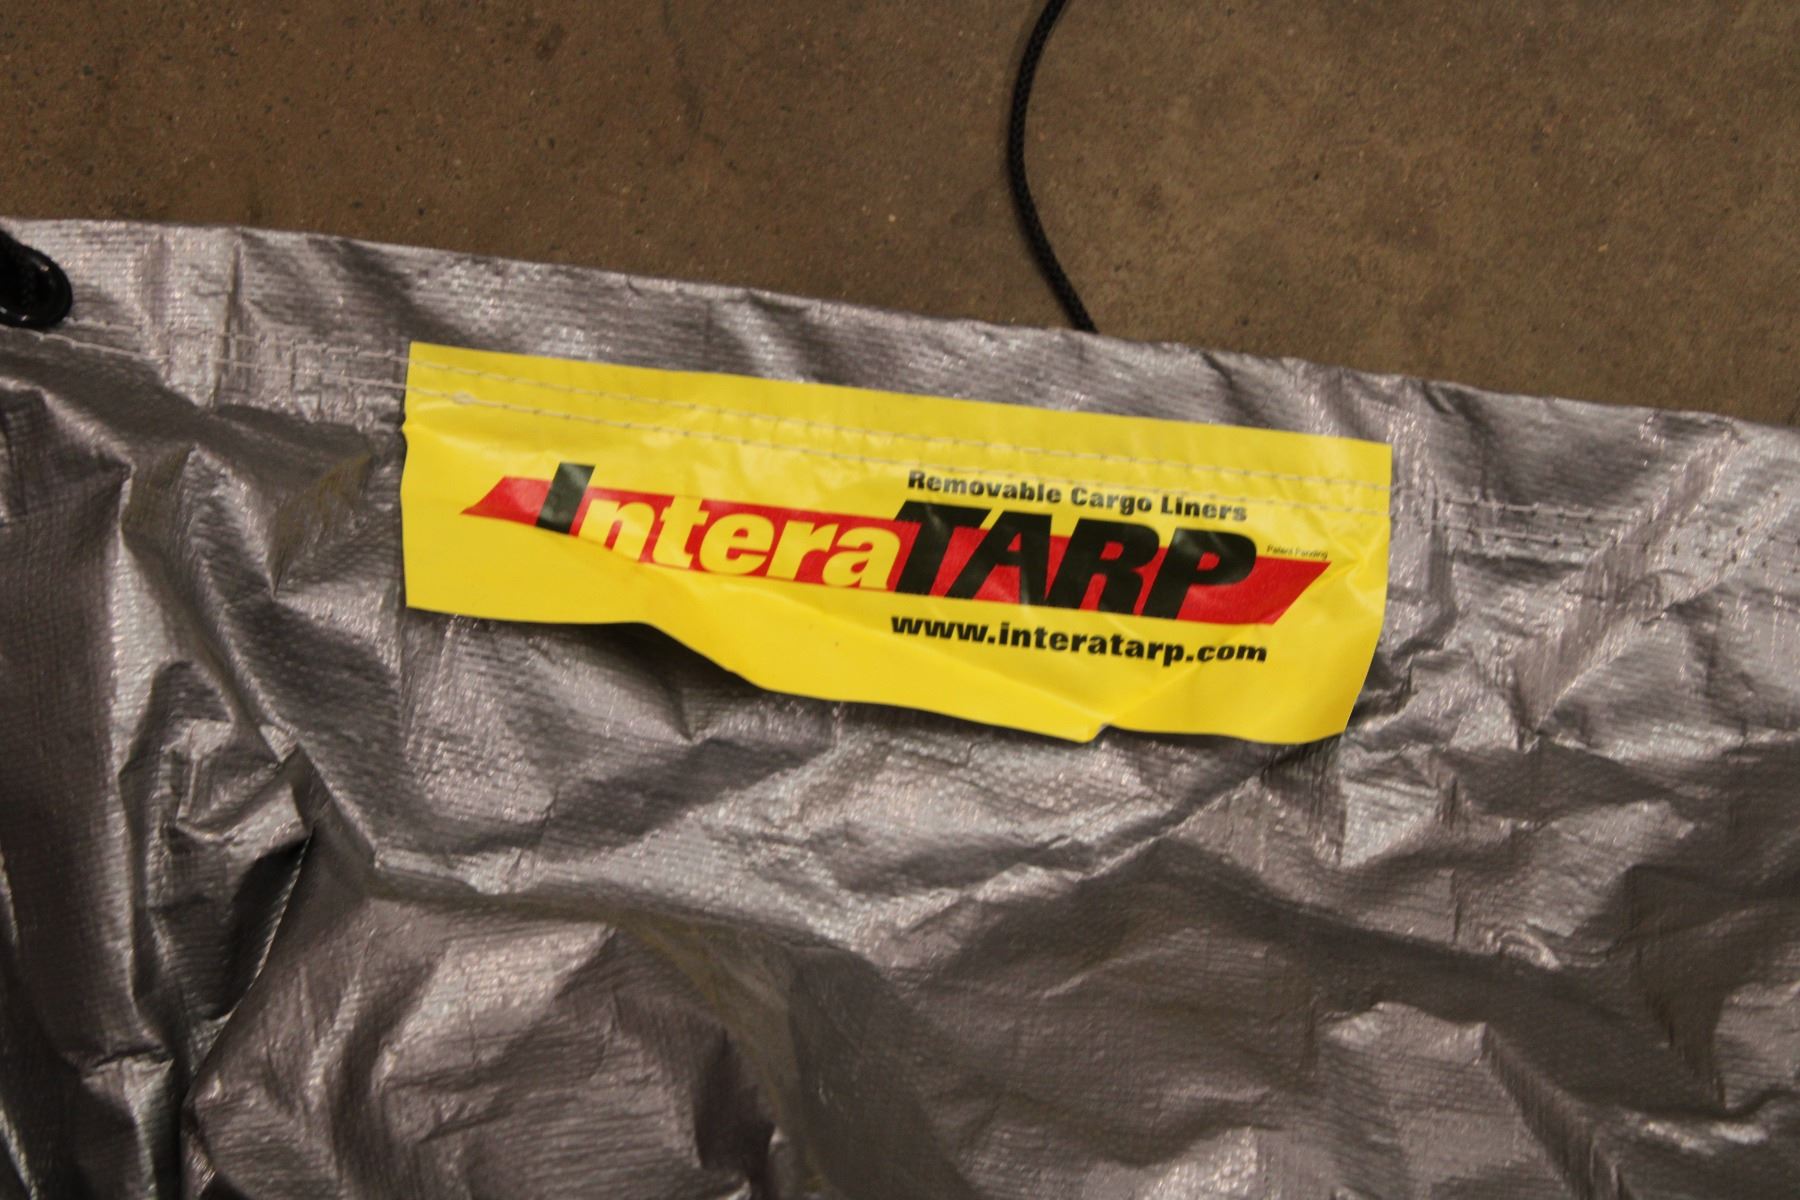 Removable Cargo Liners
InteraTARP
Patent Pending
www.interatarp.com